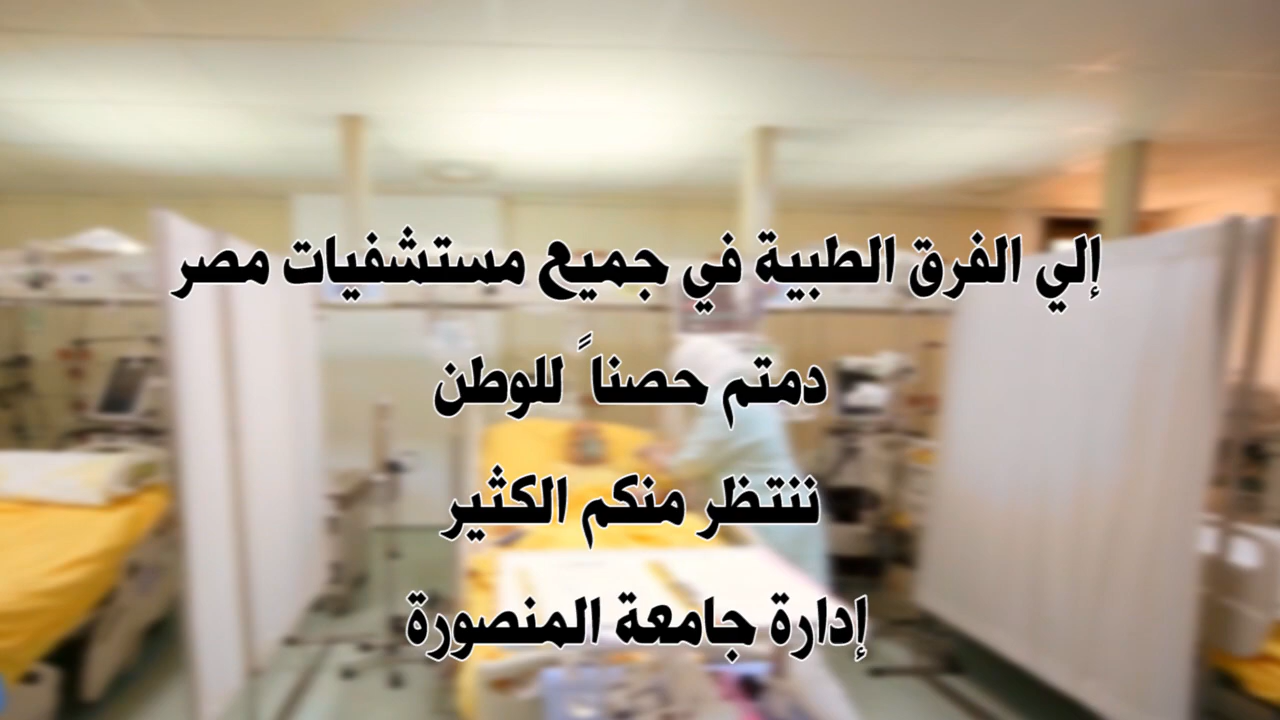 إلي الفرق الطبية في جميع مستشفيات مصر
دمتم حصناً للوطن
ننتظر منكم الكثير
إدارة جامعة المنصورة